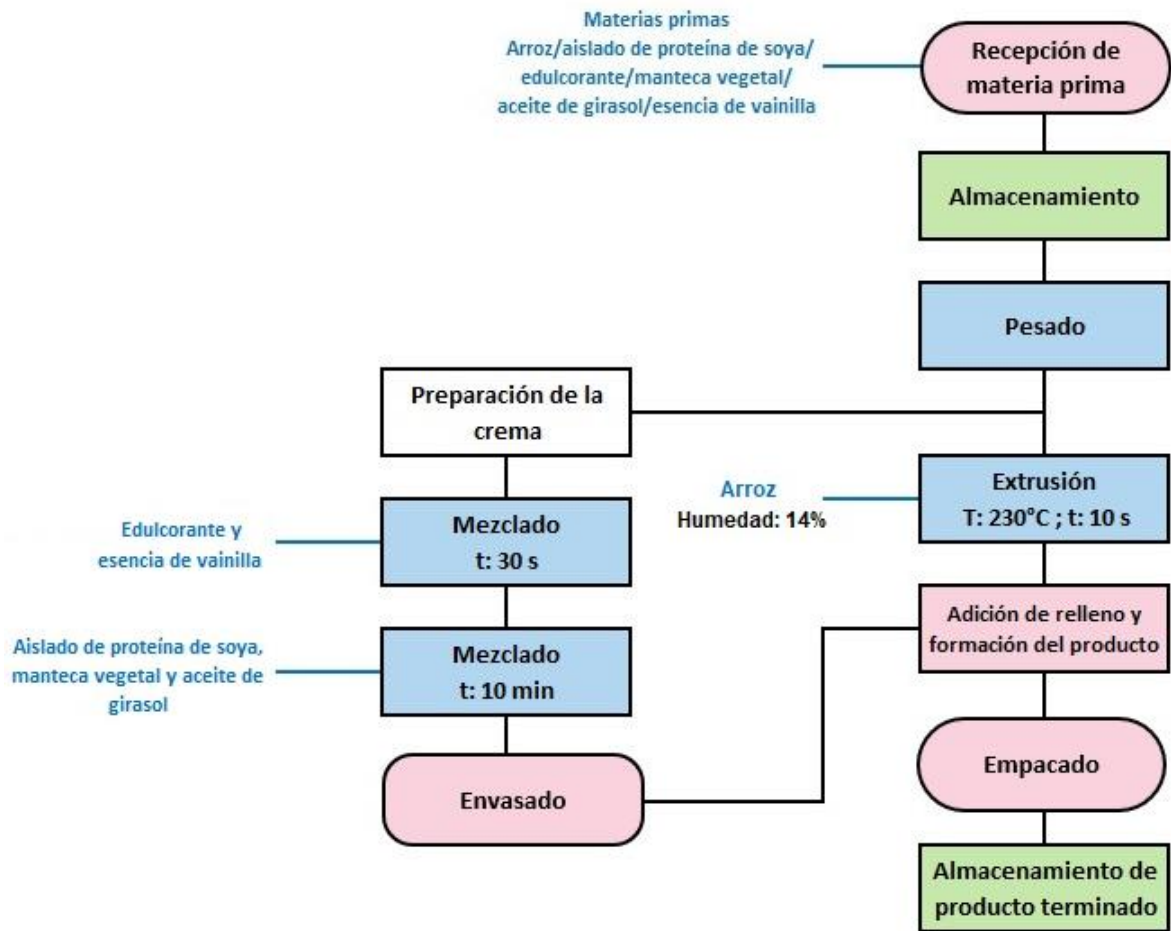 Materias primas
Arroz/aislado de proteína de soya/
edulcorante/manteca vegetal/
aceite de girasol/esencia de vainilla
Recepción de
materia prima
Almacenamiento
Pesado
Preparación de la
crema
Arroz
Humedad: 14%
Extrusión
T: 230°C ; t: 10 s
Edulcorante y
esencia de vainilla
Mezclado
t: 30 s
Aislado de proteína de soya,
manteca vegetal y aceite de
girasol
Mezclado
t: 10 min
Adición de relleno y
formación del producto
Envasado
Empacado
Almacenamiento de
producto terminado